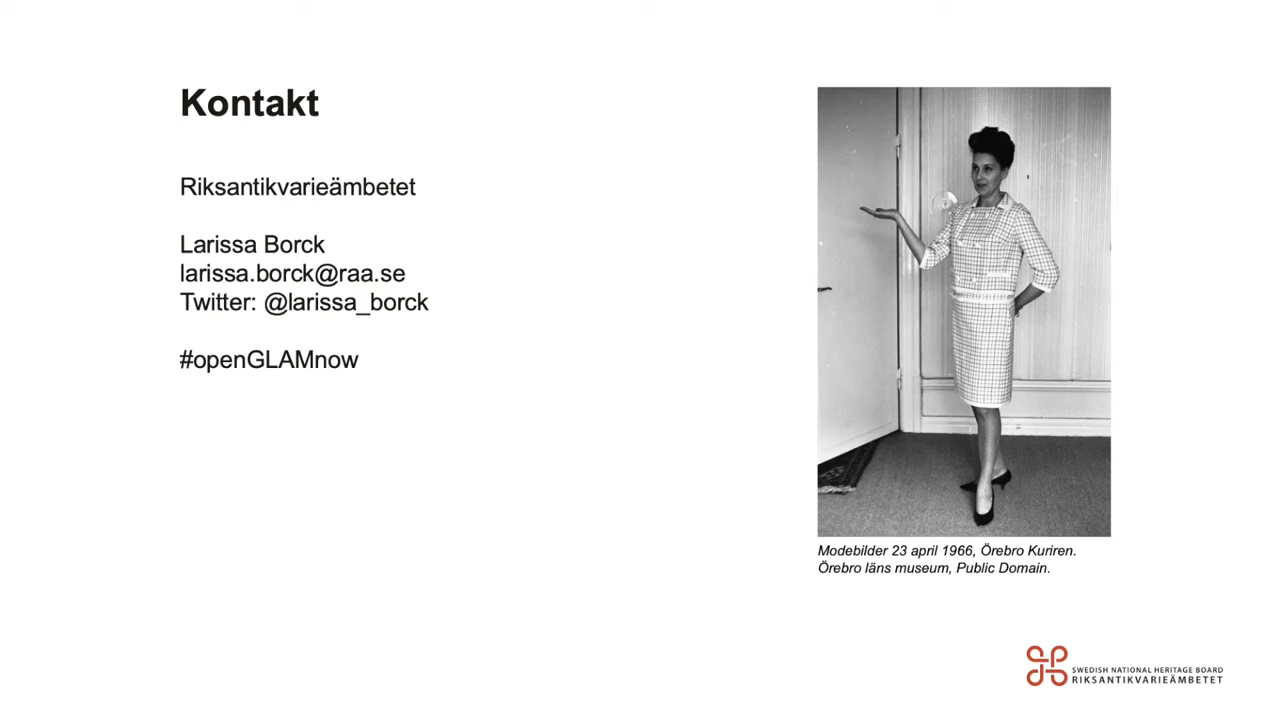 Kontakt
Riksantikvarieämbetet
Larissa Borck
larissa.borck@raa.se
Twitter: @larissa_borck
#openGLAMnow
Modebilder 23 april 1966, Örebro Kuriren.
Örebro läns museum, Public Domain.
SWEDISH NATIONAL HERITAGE BOARD
RIKSANTIKVARIEÄMBETET